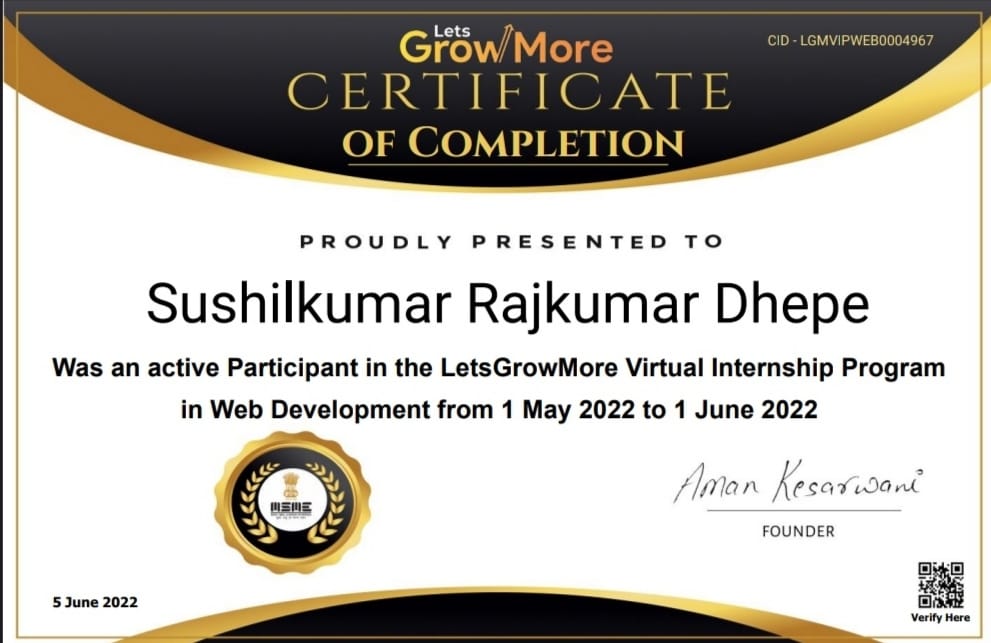 Lets
GrowMore
CID - LGMVIPWEB0004967
CERTIFICATE
OF COMPLETION
PROUDLY PRESENTED TO
Sushilkumar Rajkumar Dhepe
Was an active Participant in the LetsGrowMore Virtual Internship Program
in Web Development from 1 May 2022 to 1 June 2022
MSME
Aman Kesarwani
FOUNDER
5 June 2022
Verify Here